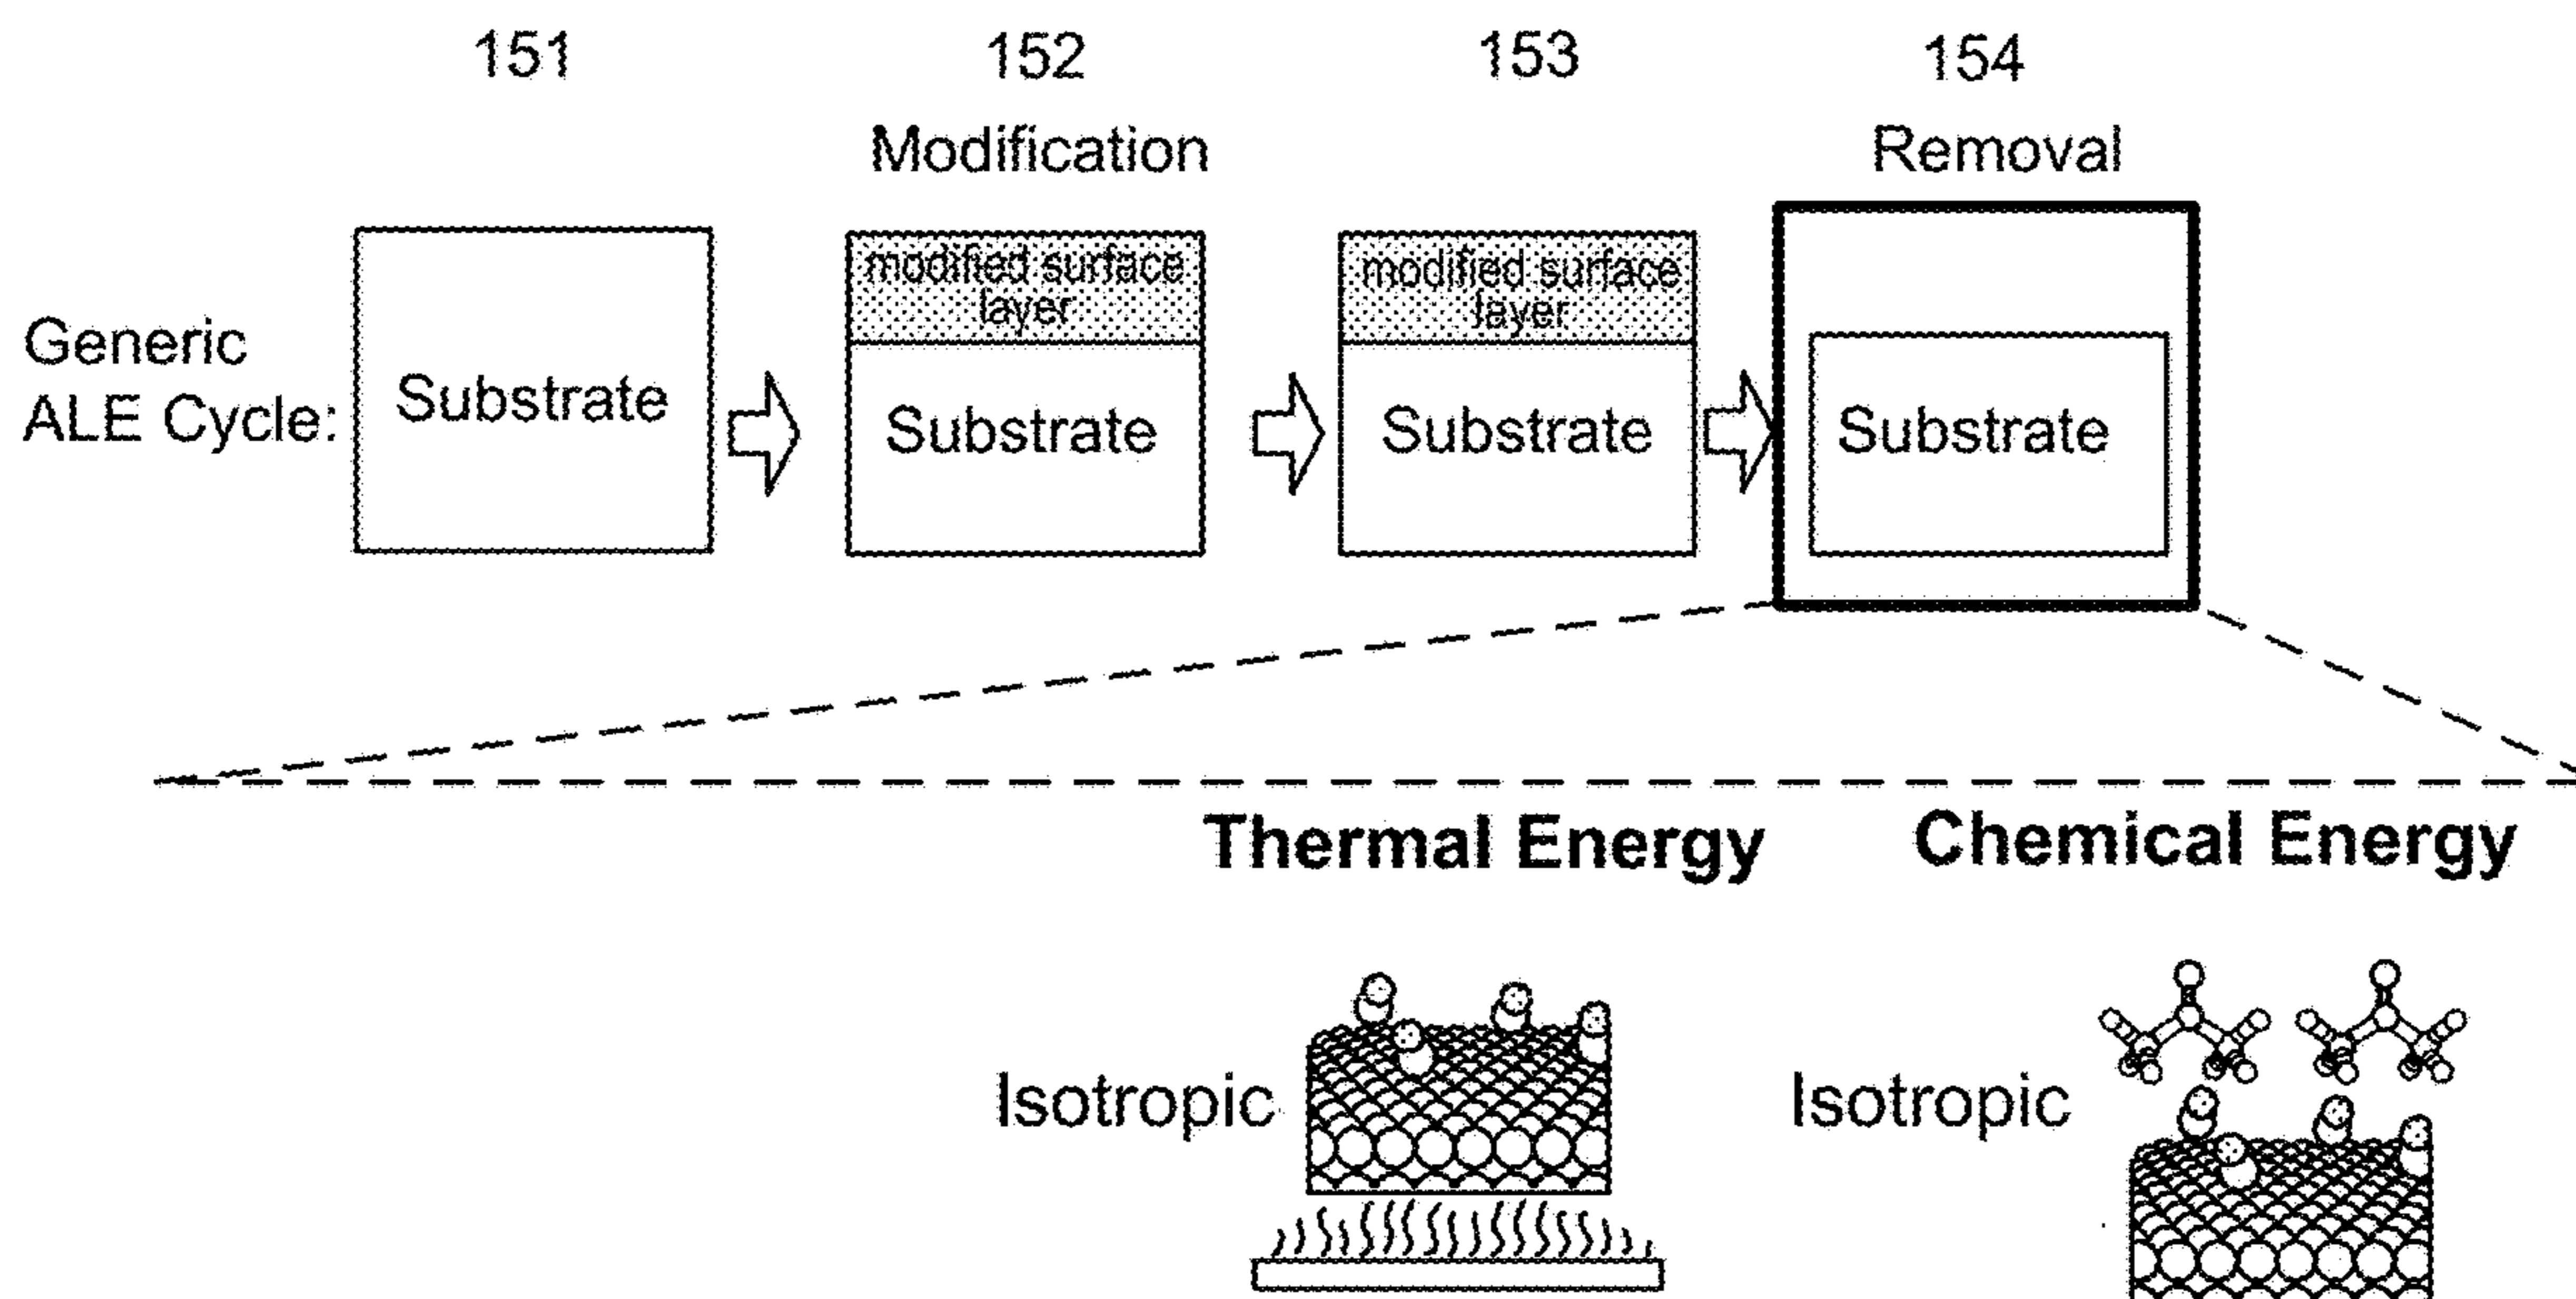 151 152 153 154
Modification Removal
modified surface modified surface
layer layer
Generic
ALE Cycle:
Substrate Substrate Substrate Substrate
Thermal Energy Chemical Energy
Isotropic Isotropic